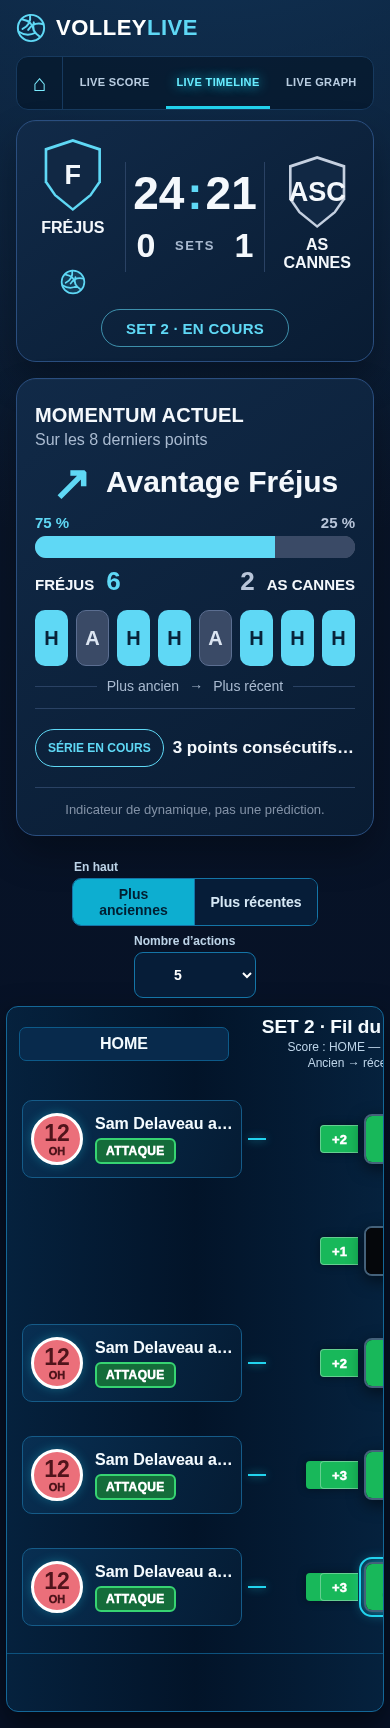 VOLLEYLIVE
LIVE SCORE
LIVE TIMELINE
LIVE GRAPH
F
FRÉJUS
24:21
0 SETS 1
ASC
AS
CANNES
SET 2 · EN COURS
MOMENTUM ACTUEL
Sur les 8 derniers points
↗ Avantage Fréjus
75 % 25 %
FRÉJUS 6 2 AS CANNES
H A H H A H H H
Plus ancien → Plus récent
SÉRIE EN COURS 3 points consécutifs…
Indicateur de dynamique, pas une prédiction.
En haut
Plus
anciennes
Plus récentes
Nombre d'actions
5
HOME
SET 2 · Fil du
Score : HOME —
Ancien → réce
12
OH
Sam Delaveau a…
ATTAQUE
+2
+1
12
OH
Sam Delaveau a…
ATTAQUE
+2
12
OH
Sam Delaveau a…
ATTAQUE
+3
12
OH
Sam Delaveau a…
ATTAQUE
+3